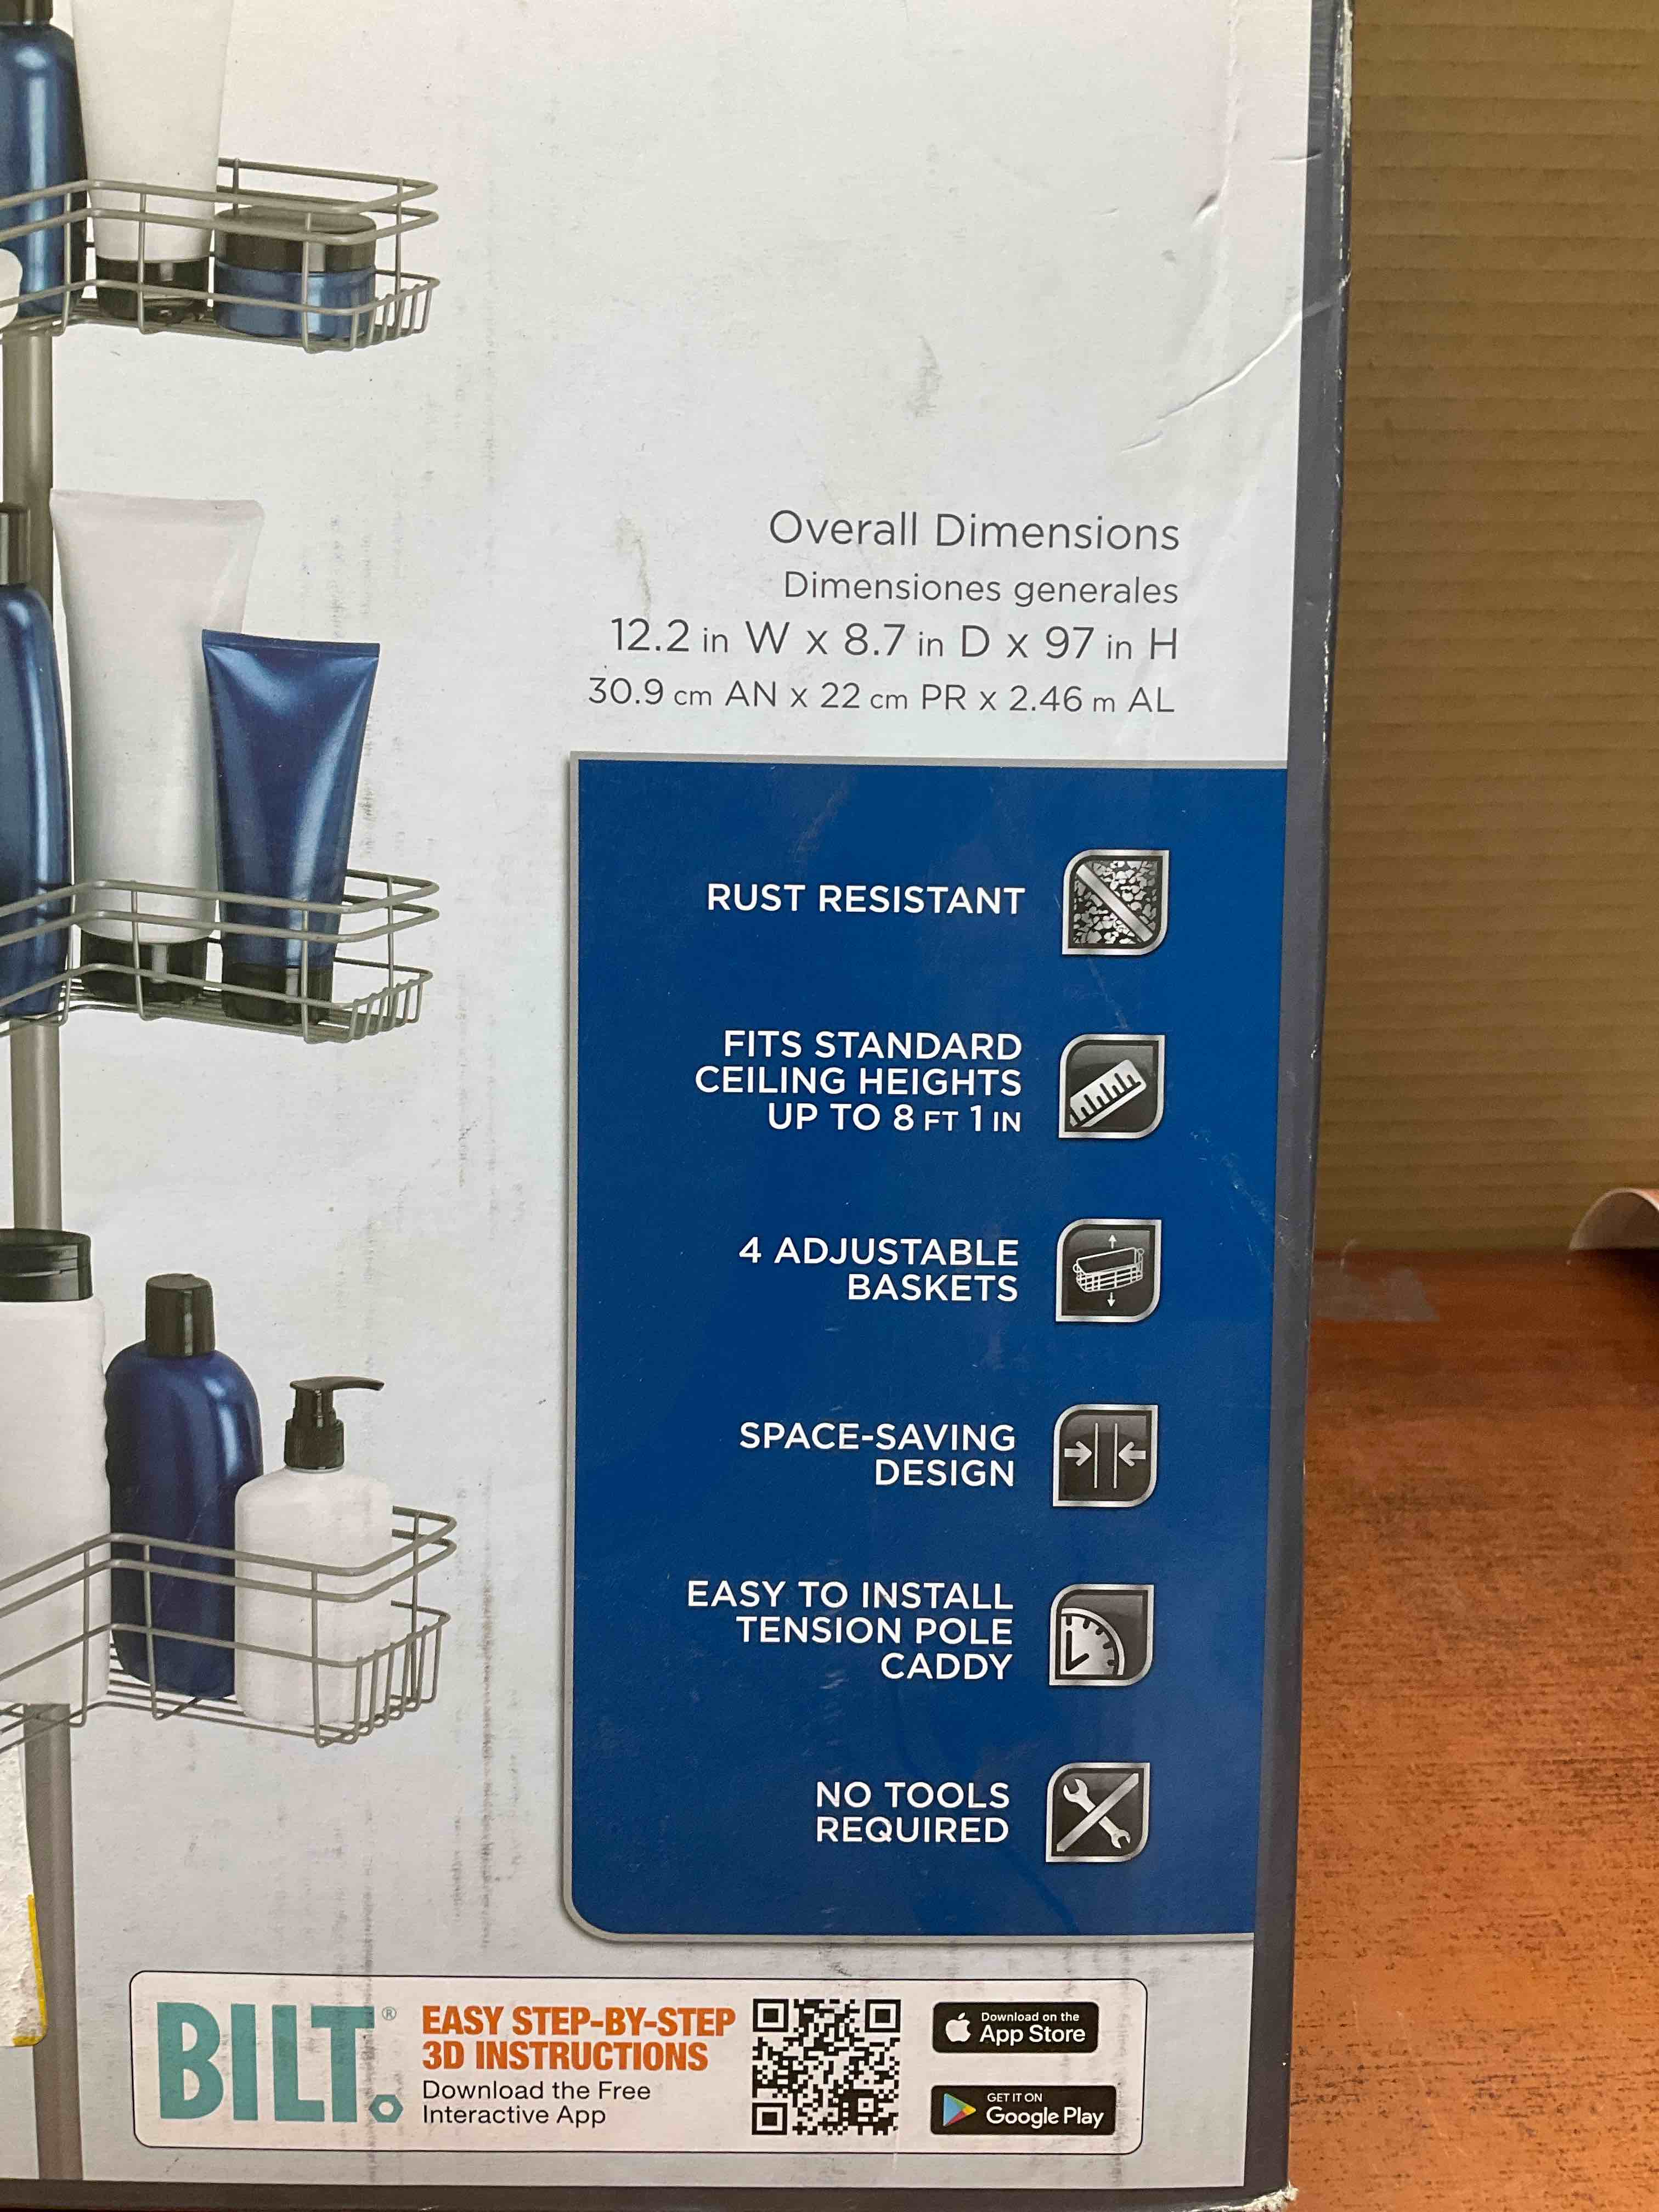 Overall Dimensions
Dimensiones generales
12.2 in W x 8.7 in D x 97 in H
30.9 cm AN x 22 cm PR x 2.46 m AL
RUST RESISTANT
FITS STANDARD
CEILING HEIGHTS
UP TO 8 FT 1 IN
4 ADJUSTABLE
BASKETS
SPACE-SAVING
DESIGN
EASY TO INSTALL
TENSION POLE
CADDY
NO TOOLS
REQUIRED
BILT®
EASY STEP-BY-STEP
3D INSTRUCTIONS
Download the Free
Interactive App
Download on the
App Store
GET IT ON
Google Play